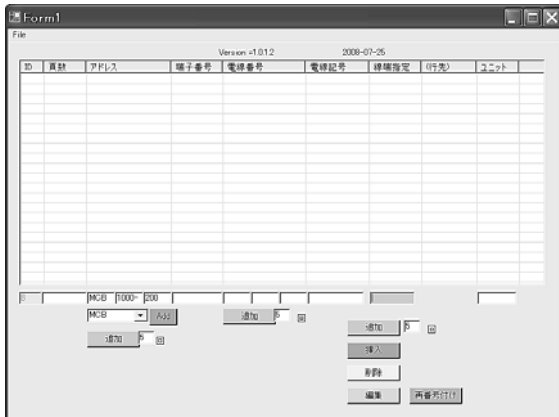 Form1
File
Version =1.0.1.2 2008-07-25
ID 頁数 アドレス 端子番号 電線番号 電線記号 線端指定 (行先) ユニット
MCB 1000- 200
MCB Add
追加 5 回
追加 5 回
追加 5 回
挿入
削除
編集 再番号付け